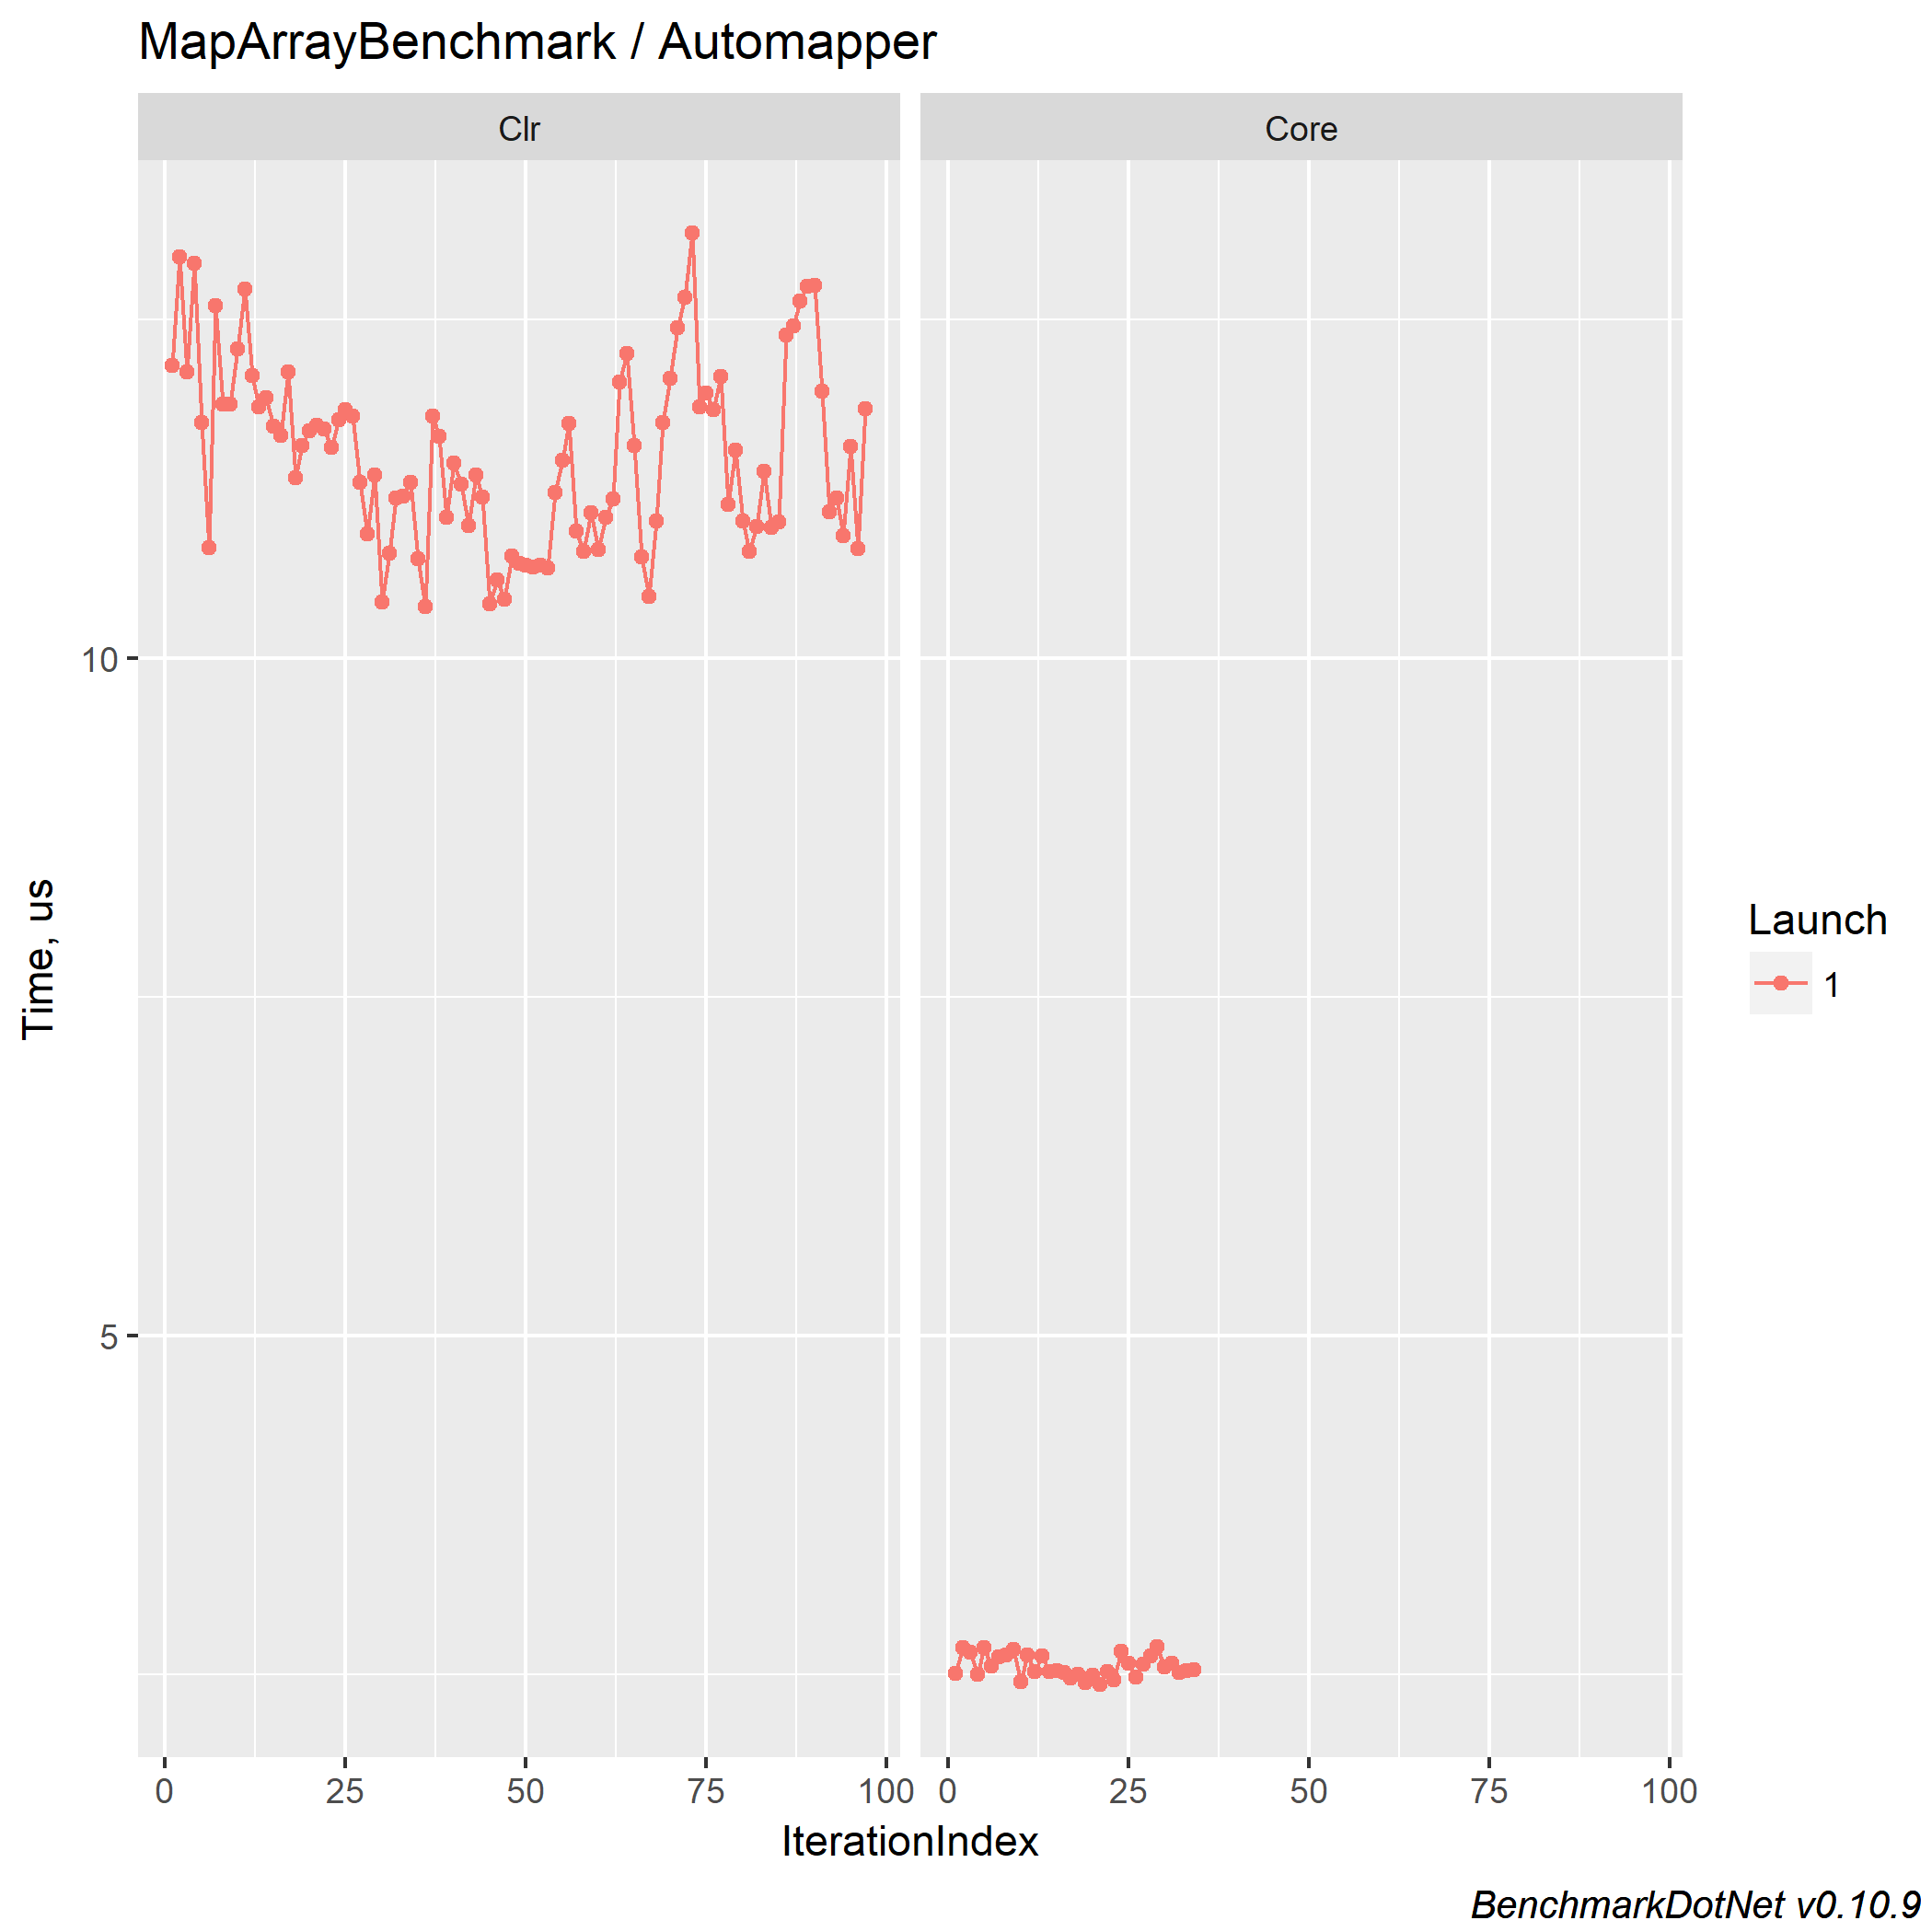 MapArrayBenchmark / Automapper
Clr
Core
10
5
Time, us
0 25 50 75 100
0 25 50 75 100
IterationIndex
Launch
1
BenchmarkDotNet v0.10.9